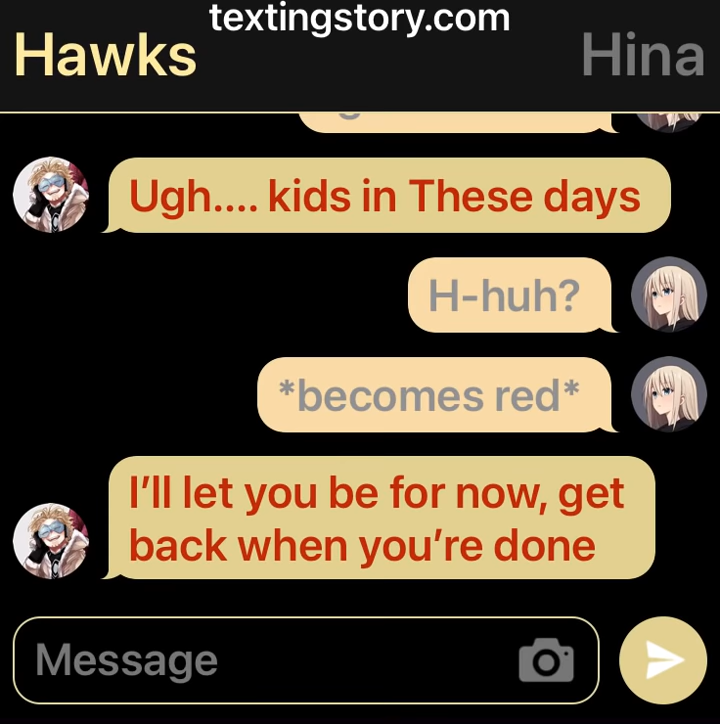 textingstory.com
Hawks
Hina
Ugh.... kids in These days
H-huh?
*becomes red*
I'll let you be for now, get
back when you're done
Message